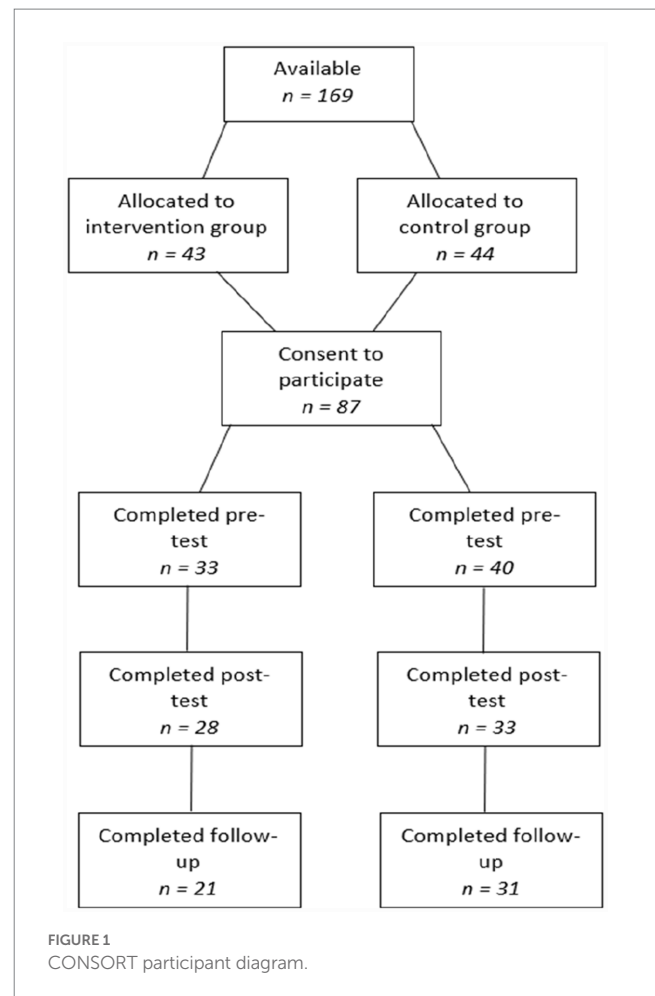 Available
n = 169
Allocated to
intervention group
n = 43
Allocated to
control group
n = 44
Consent to
participate
n = 87
Completed pre-
test
n = 33
Completed pre-
test
n = 40
Completed post-
test
n = 28
Completed post-
test
n = 33
Completed follow-
up
n = 21
Completed follow-
up
n = 31
FIGURE 1
CONSORT participant diagram.